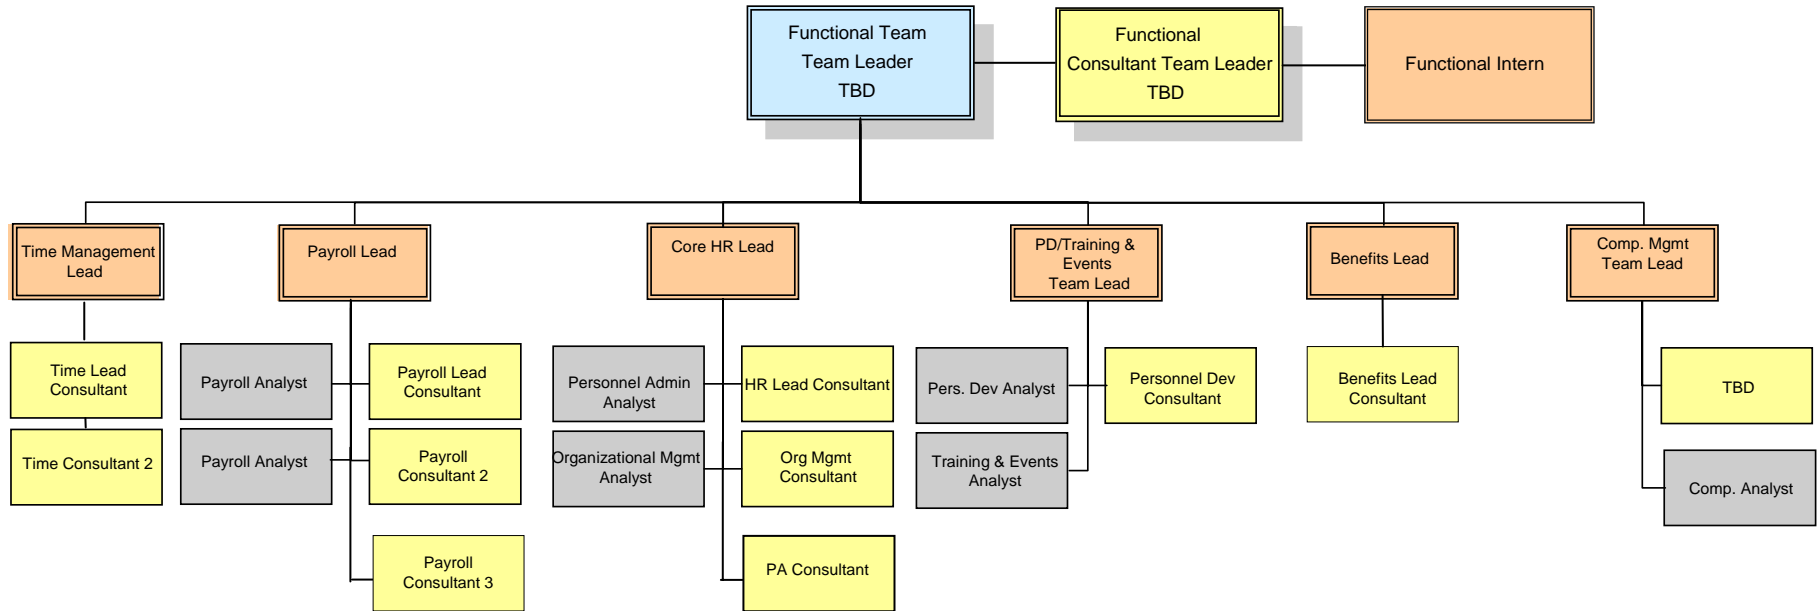 Functional Team
Team Leader
TBD
Functional
Consultant Team Leader
TBD
Functional Intern
Time Management
Lead
Payroll Lead
Core HR Lead
PD/Training &
Events
Team Lead
Benefits Lead
Comp. Mgmt
Team Lead
Time Lead
Consultant
Payroll Analyst
Payroll Lead
Consultant
Personnel Admin
Analyst
HR Lead Consultant
Pers. Dev Analyst
Personnel Dev
Consultant
Benefits Lead
Consultant
TBD
Time Consultant 2
Payroll Analyst
Payroll
Consultant 2
Organizational Mgmt
Analyst
Org Mgmt
Consultant
Training & Events
Analyst
Comp. Analyst
Payroll
Consultant 3
PA Consultant